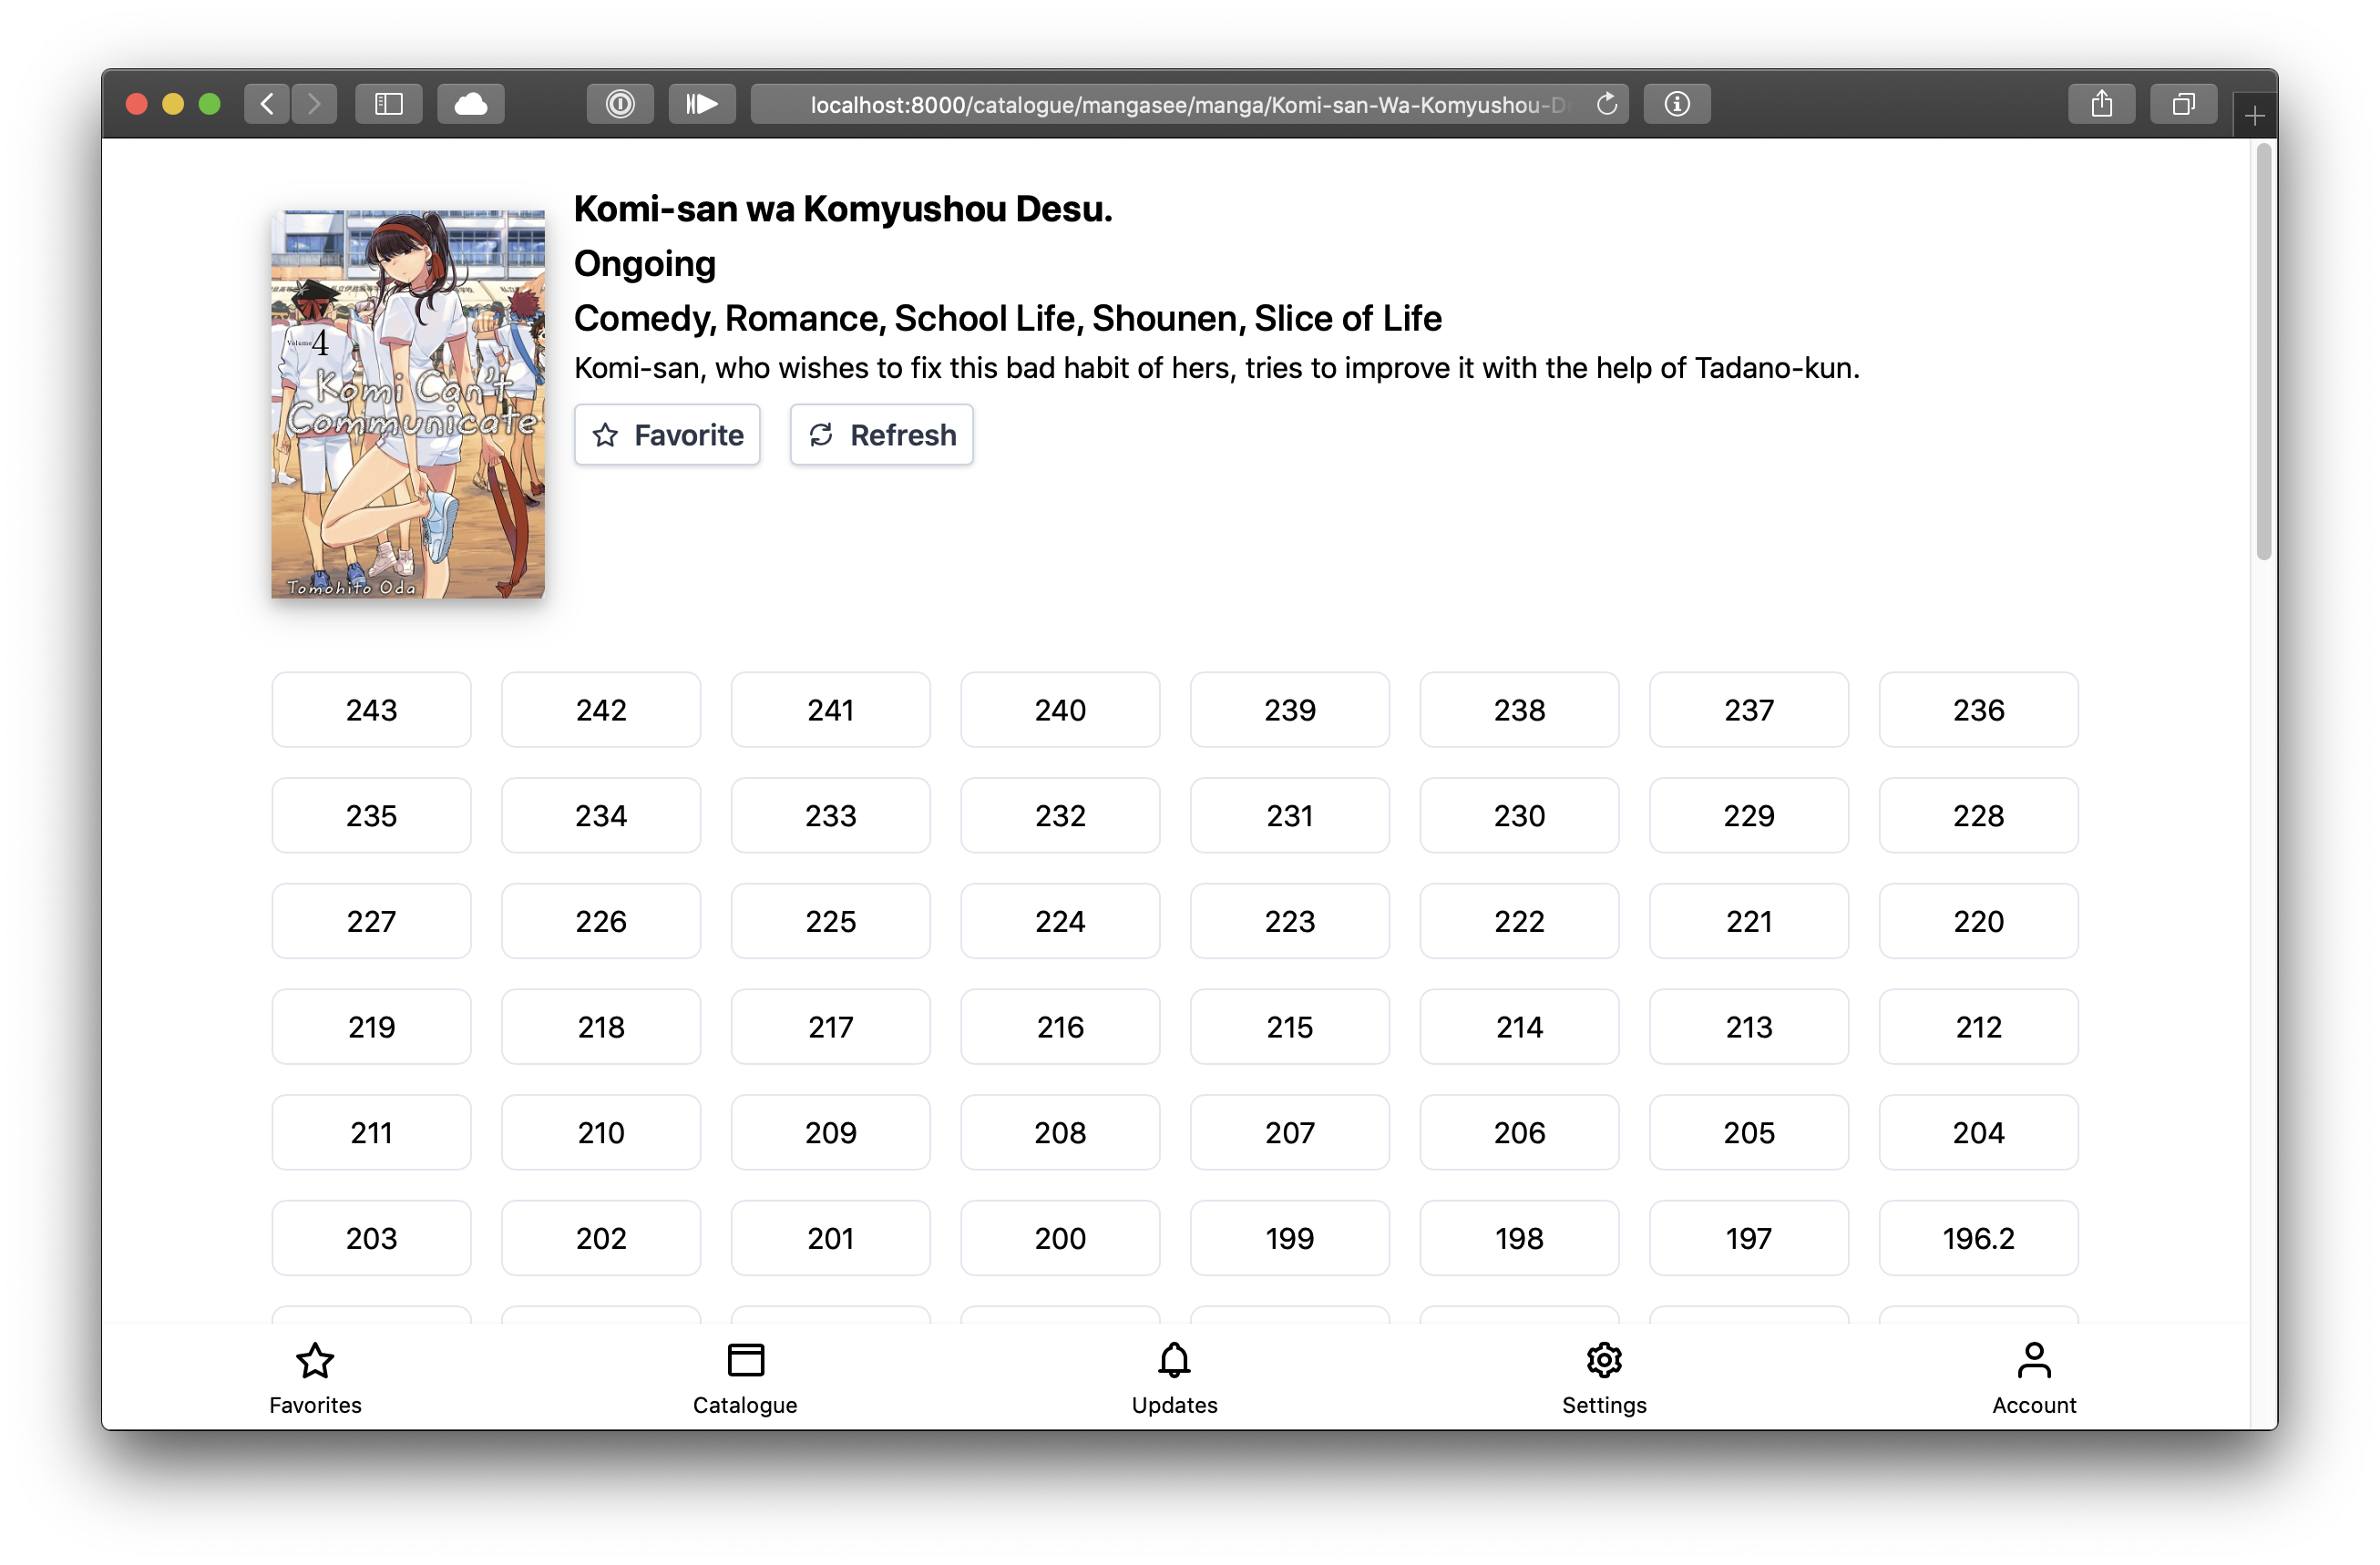 localhost:8000/catalogue/mangasee/manga/Komi-san-Wa-Komyushou-D
Komi-san wa Komyushou Desu.
Ongoing
Comedy, Romance, School Life, Shounen, Slice of Life
Komi-san, who wishes to fix this bad habit of hers, tries to improve it with the help of Tadano-kun.
Favorite Refresh
Volume 4
Komi Can't
Communicate
Tomohito Oda
243 242 241 240 239 238 237 236
235 234 233 232 231 230 229 228
227 226 225 224 223 222 221 220
219 218 217 216 215 214 213 212
211 210 209 208 207 206 205 204
203 202 201 200 199 198 197 196.2
Favorites Catalogue Updates Settings Account